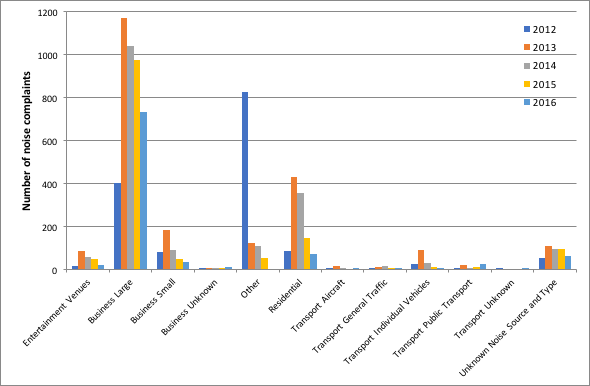 Number of noise complaints
1200
1000
800
600
400
200
0
2012
2013
2014
2015
2016
Entertainment Venues
Business Large
Business Small
Business Unknown
Other
Residential
Transport Aircraft
Transport General Traffic
Transport Individual Vehicles
Transport Public Transport
Transport Unknown
Unknown Noise Source and Type